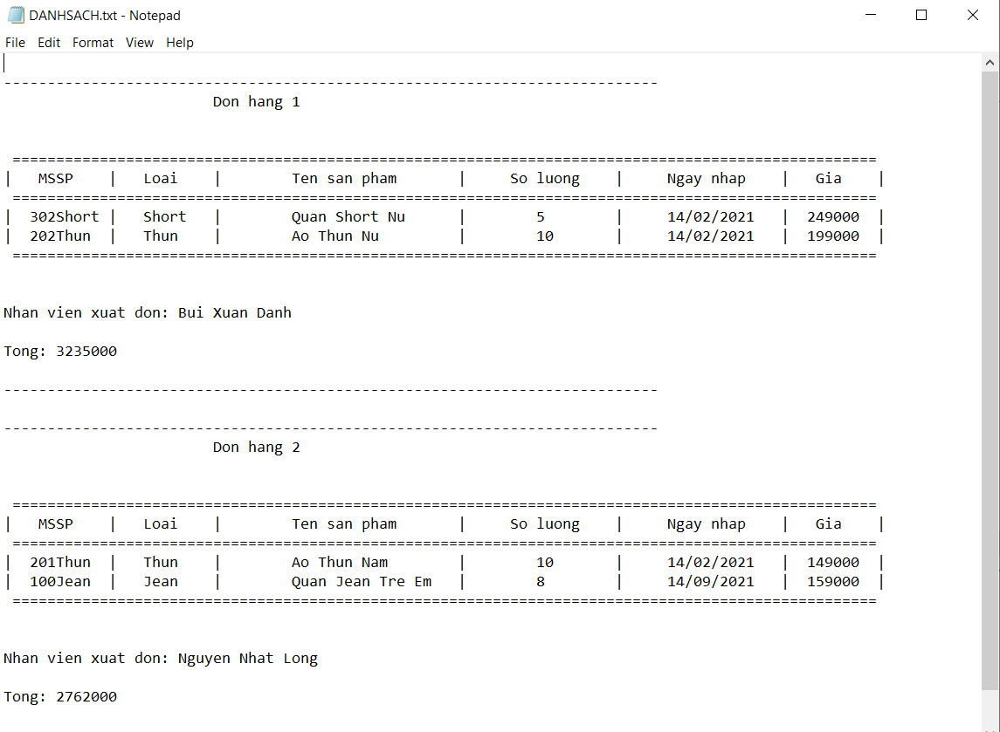 DANHSACH.txt - Notepad
File Edit Format View Help
---------------------------------------------------------------------------
Don hang 1
===================================================================================================
| MSSP | Loai | Ten san pham | So luong | Ngay nhap | Gia |
===================================================================================================
| 302Short | Short | Quan Short Nu | 5 | 14/02/2021 | 249000 |
| 202Thun | Thun | Ao Thun Nu | 10 | 14/02/2021 | 199000 |
===================================================================================================
Nhan vien xuat don: Bui Xuan Danh
Tong: 3235000
---------------------------------------------------------------------------
---------------------------------------------------------------------------
Don hang 2
===================================================================================================
| MSSP | Loai | Ten san pham | So luong | Ngay nhap | Gia |
===================================================================================================
| 201Thun | Thun | Ao Thun Nam | 10 | 14/02/2021 | 149000 |
| 100Jean | Jean | Quan Jean Tre Em | 8 | 14/09/2021 | 159000 |
===================================================================================================
Nhan vien xuat don: Nguyen Nhat Long
Tong: 2762000